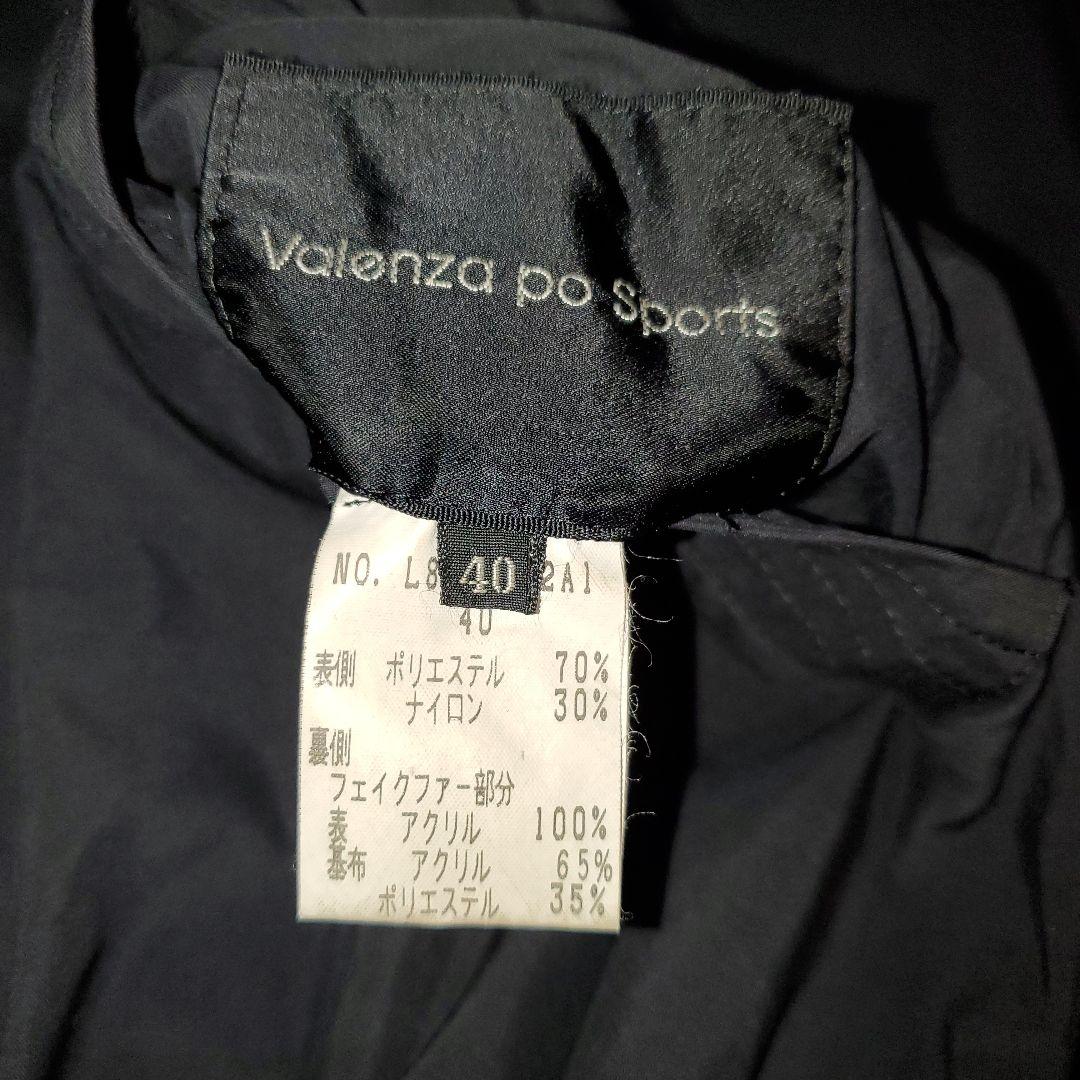 Valenza po Sports
40
NO. L8 2A1
40
表側 ポリエステル 70%
ナイロン 30%
裏側
フェイクファー部分
表 アクリル 100%
基布 アクリル 65%
ポリエステル 35%